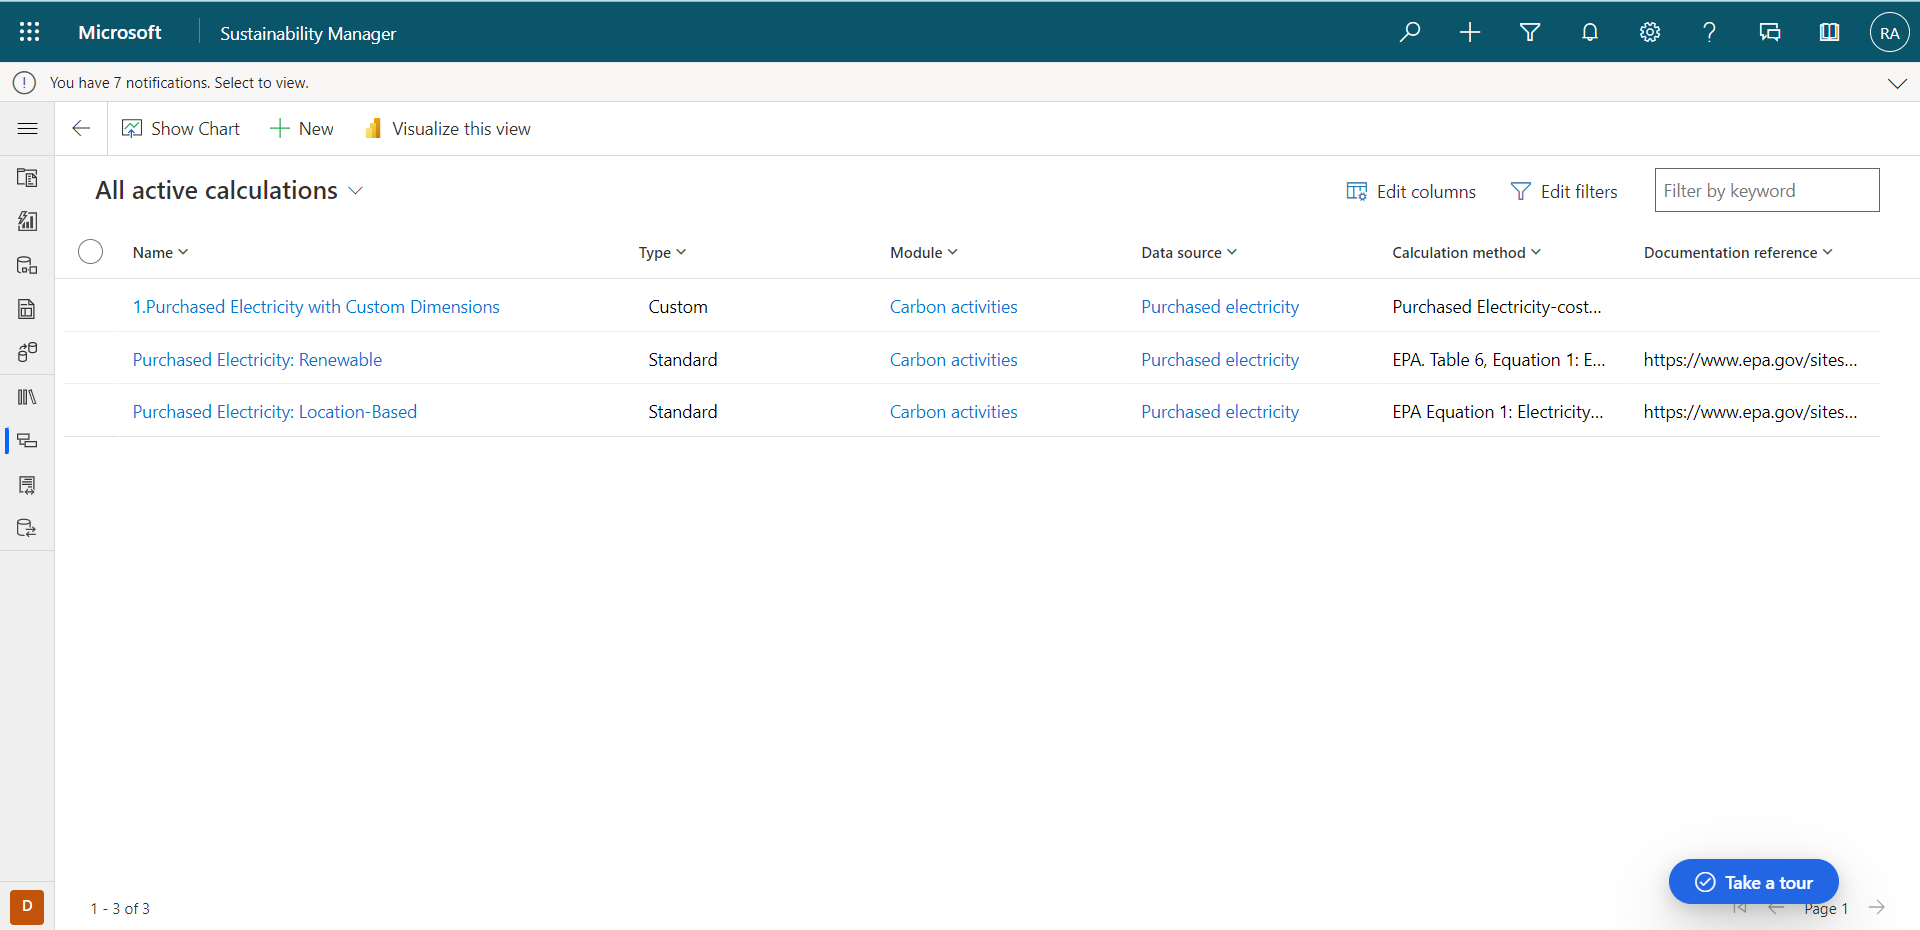 Microsoft Sustainability Manager RA
You have 7 notifications. Select to view.
Show Chart New Visualize this view
All active calculations Edit columns Edit filters Filter by keyword
Name Type Module Data source Calculation method Documentation reference
1.Purchased Electricity with Custom Dimensions Custom Carbon activities Purchased electricity Purchased Electricity-cost...
Purchased Electricity: Renewable Standard Carbon activities Purchased electricity EPA. Table 6, Equation 1: E... https://www.epa.gov/sites...
Purchased Electricity: Location-Based Standard Carbon activities Purchased electricity EPA Equation 1: Electricity... https://www.epa.gov/sites...
Take a tour
D 1 - 3 of 3 Page 1